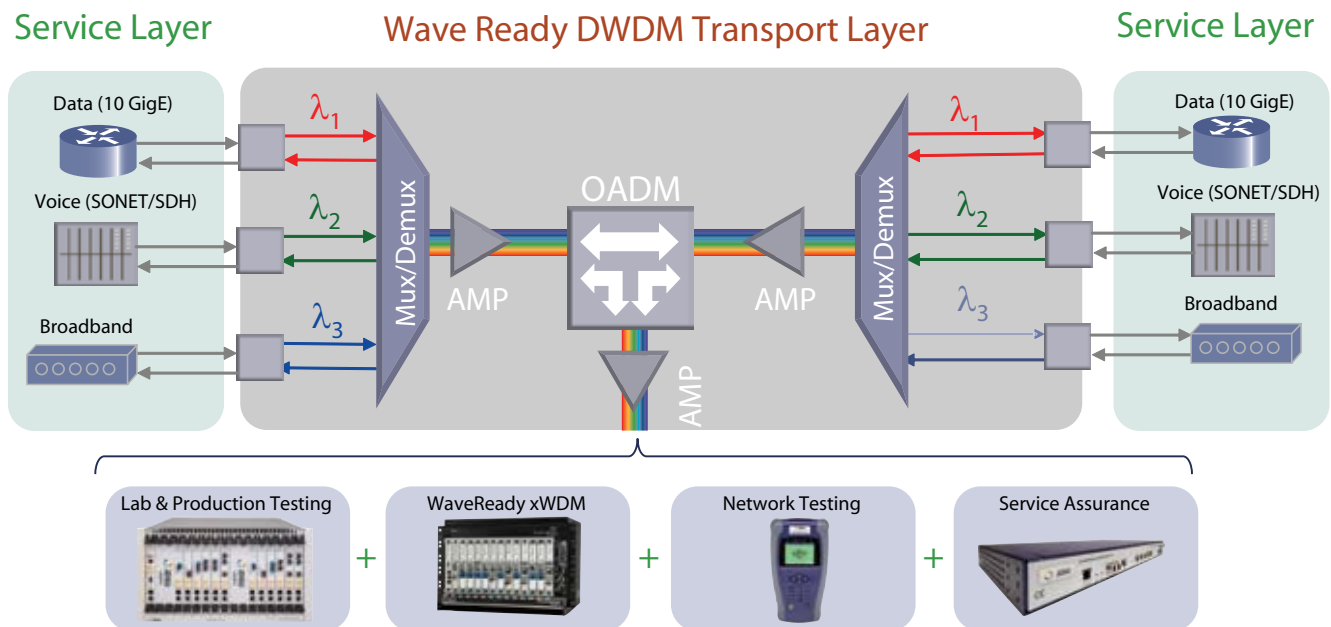 Service Layer
Wave Ready DWDM Transport Layer
Service Layer
Data (10 GigE)
Voice (SONET/SDH)
Broadband
λ1
λ2
λ3
Mux/Demux
AMP
OADM
AMP
AMP
Mux/Demux
λ1
λ2
λ3
Data (10 GigE)
Voice (SONET/SDH)
Broadband
Lab & Production Testing
+
WaveReady xWDM
+
Network Testing
+
Service Assurance